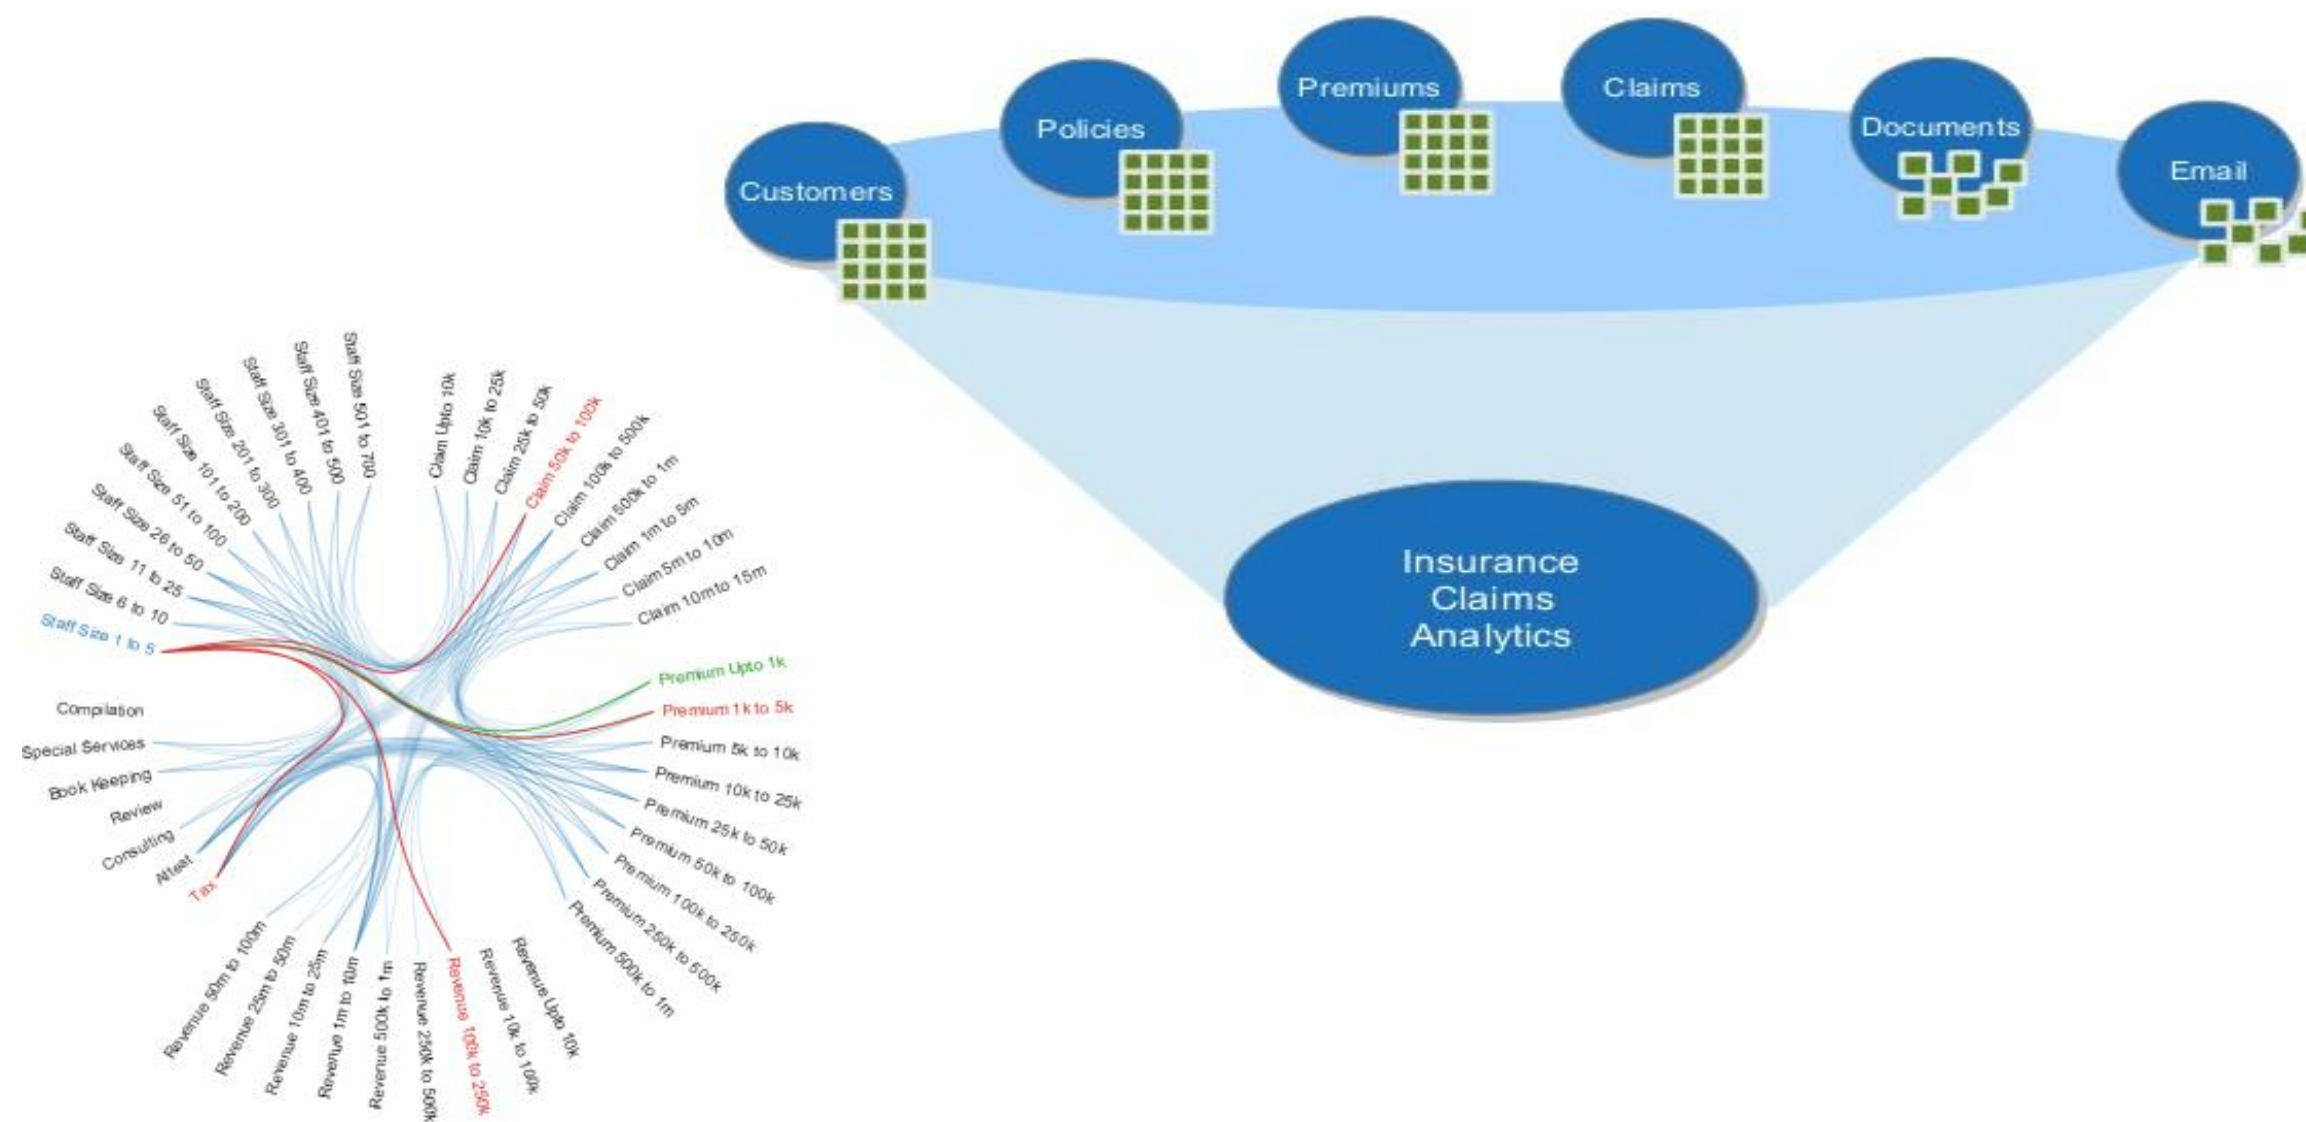 Customers
Policies
Premiums
Claims
Documents
Email
Insurance
Claims
Analytics
Staff Size 501 to 700
Staff Size 401 to 500
Staff Size 301 to 400
Staff Size 201 to 300
Staff Size 101 to 200
Staff Size 51 to 100
Staff Size 26 to 50
Staff Size 11 to 25
Staff Size 6 to 10
Staff Size 1 to 5
Claim Upto 10k
Claim 10k to 25k
Claim 25k to 50k
Claim 50k to 100k
Claim 100k to 500k
Claim 500k to 1m
Claim 1m to 5m
Claim 5m to 10m
Claim 10m to 15m
Premium Upto 1k
Premium 1k to 5k
Premium 5k to 10k
Premium 10k to 25k
Premium 25k to 50k
Premium 50k to 100k
Premium 100k to 250k
Premium 250k to 500k
Premium 500k to 1m
Compilation
Special Services
Book Keeping
Review
Consulting
Attest
Tax
Revenue 50m to 100m
Revenue 25m to 50m
Revenue 10m to 25m
Revenue 1m to 10m
Revenue 500k to 1m
Revenue 250k to 500k
Revenue 100k to 250k
Revenue 10k to 100k
Revenue Upto 10k